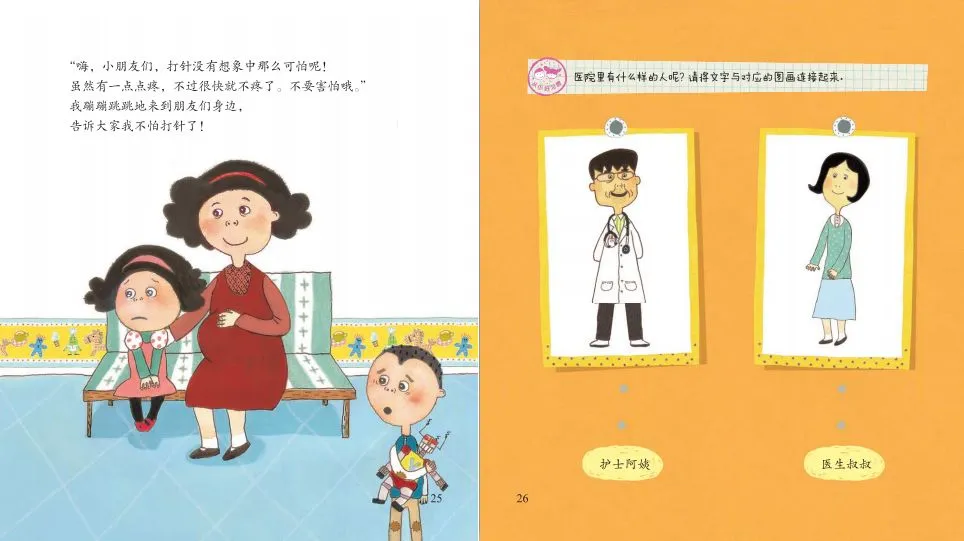 “嗨，小朋友们，打针没有想象中那么可怕呢！
虽然有一点点疼，不过很快就不疼了。不要害怕哦。”
我蹦蹦跳跳地来到朋友们身边，
告诉大家我不怕打针了！
25
医院里有什么样的人呢？请将文字与对应的图画连接起来。
护士阿姨
医生叔叔
26